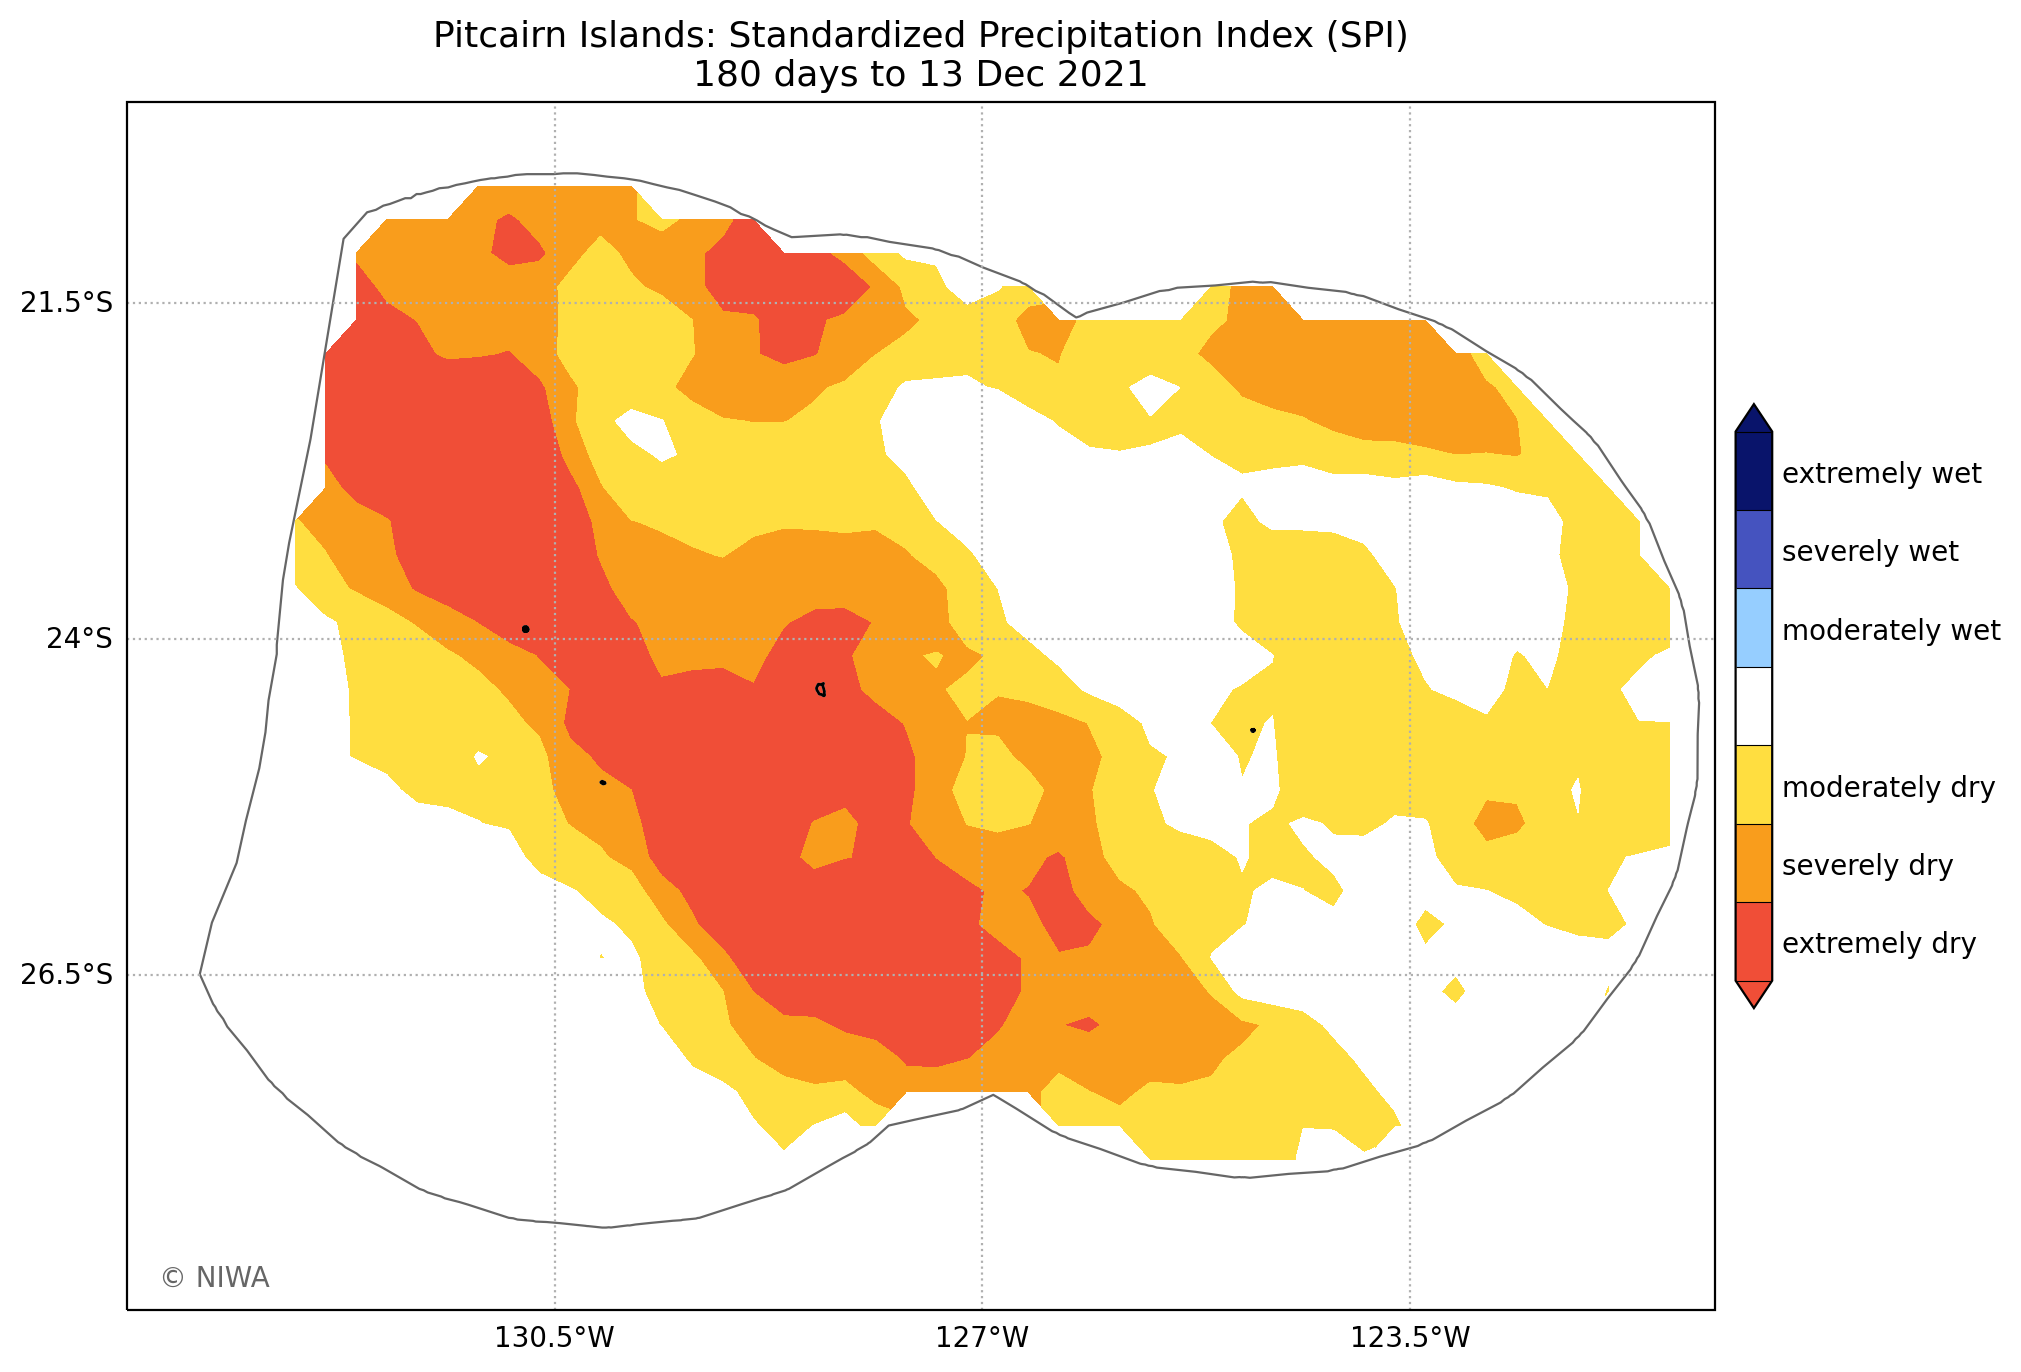 Pitcairn Islands: Standardized Precipitation Index (SPI)
180 days to 13 Dec 2021
21.5°S
24°S
26.5°S
130.5°W
127°W
123.5°W
extremely wet
severely wet
moderately wet
moderately dry
severely dry
extremely dry
© NIWA